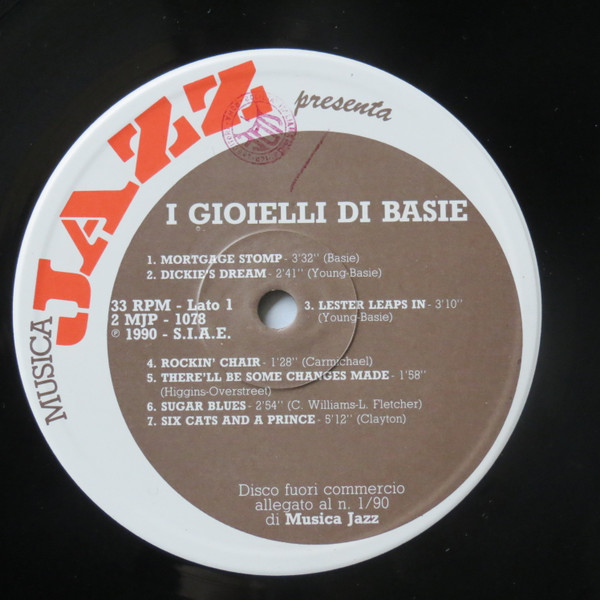 MUSICA JAZZ
presenta
I GIOIELLI DI BASIE
1. MORTGAGE STOMP - 3'32'' (Basie)
2. DICKIE'S DREAM - 2'41'' (Young-Basie)
33 RPM - Lato 1
2 MJP - 1078
℗ 1990 - S.I.A.E.
3. LESTER LEAPS IN - 3'10''
(Young-Basie)
4. ROCKIN' CHAIR - 1'28'' (Carmichael)
5. THERE'LL BE SOME CHANGES MADE - 1'58''
(Higgins-Overstreet)
6. SUGAR BLUES - 2'54'' (C. Williams-L. Fletcher)
7. SIX CATS AND A PRINCE - 5'12'' (Clayton)
Disco fuori commercio
allegato al n. 1/90
di Musica Jazz